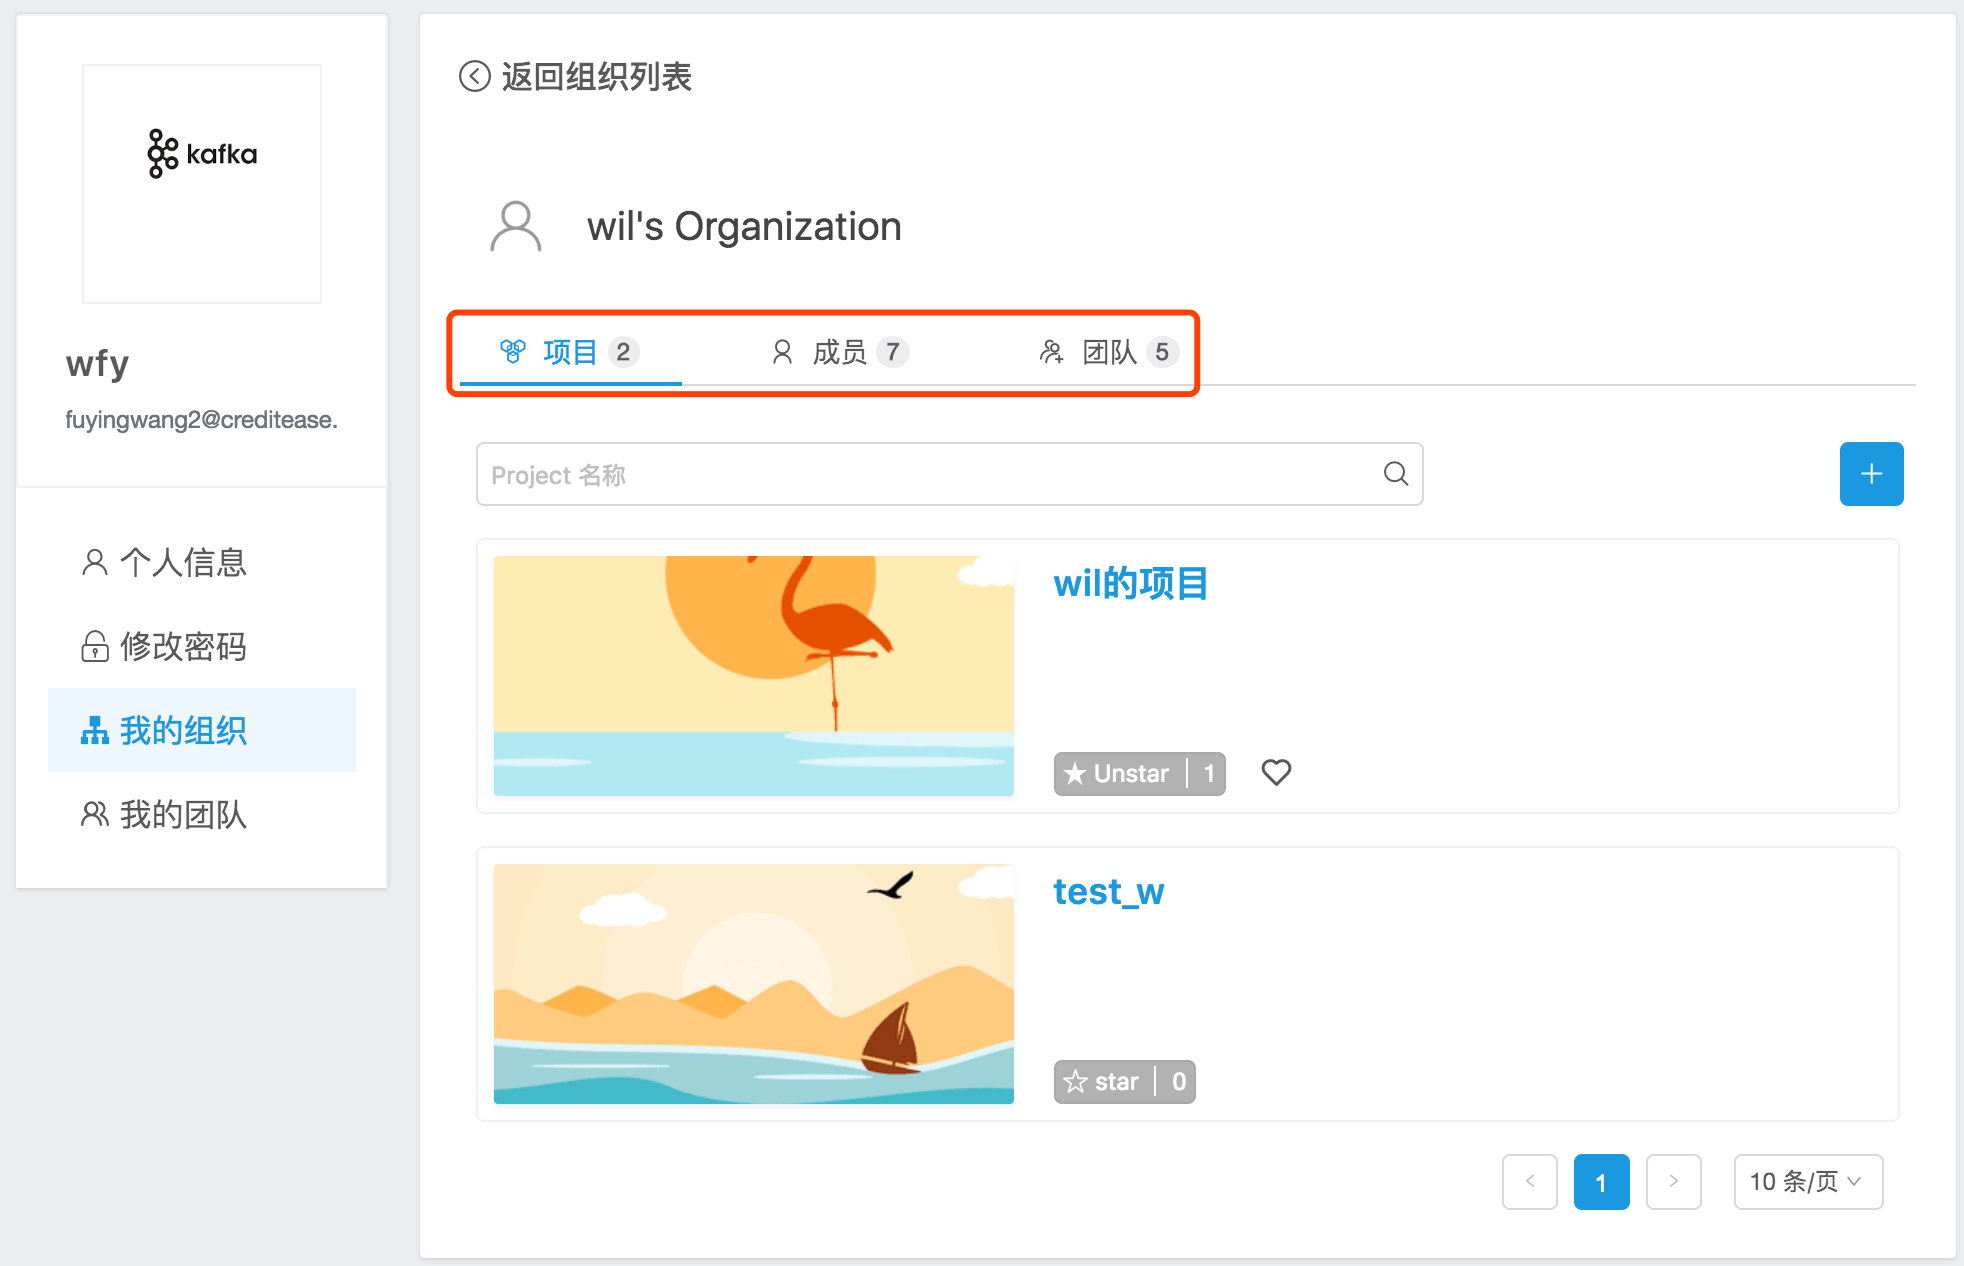 kafka
wfy
fuyingwang2@creditease.
个人信息
修改密码
我的组织
我的团队
返回组织列表
wil's Organization
项目 2 成员 7 团队 5
Project 名称
wil的项目
Unstar 1
test_w
star 0
1 10 条/页